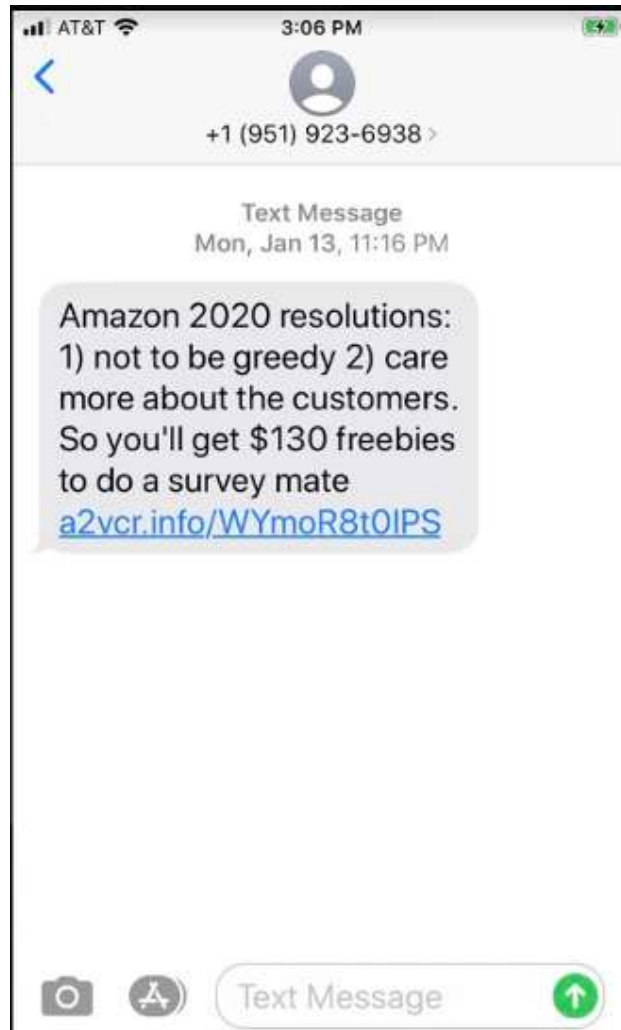 AT&T 3:06 PM
+1 (951) 923-6938 >
Text Message
Mon, Jan 13, 11:16 PM
Amazon 2020 resolutions:
1) not to be greedy 2) care
more about the customers.
So you'll get $130 freebies
to do a survey mate
a2vcr.info/WYmoR8t0IPS
Text Message